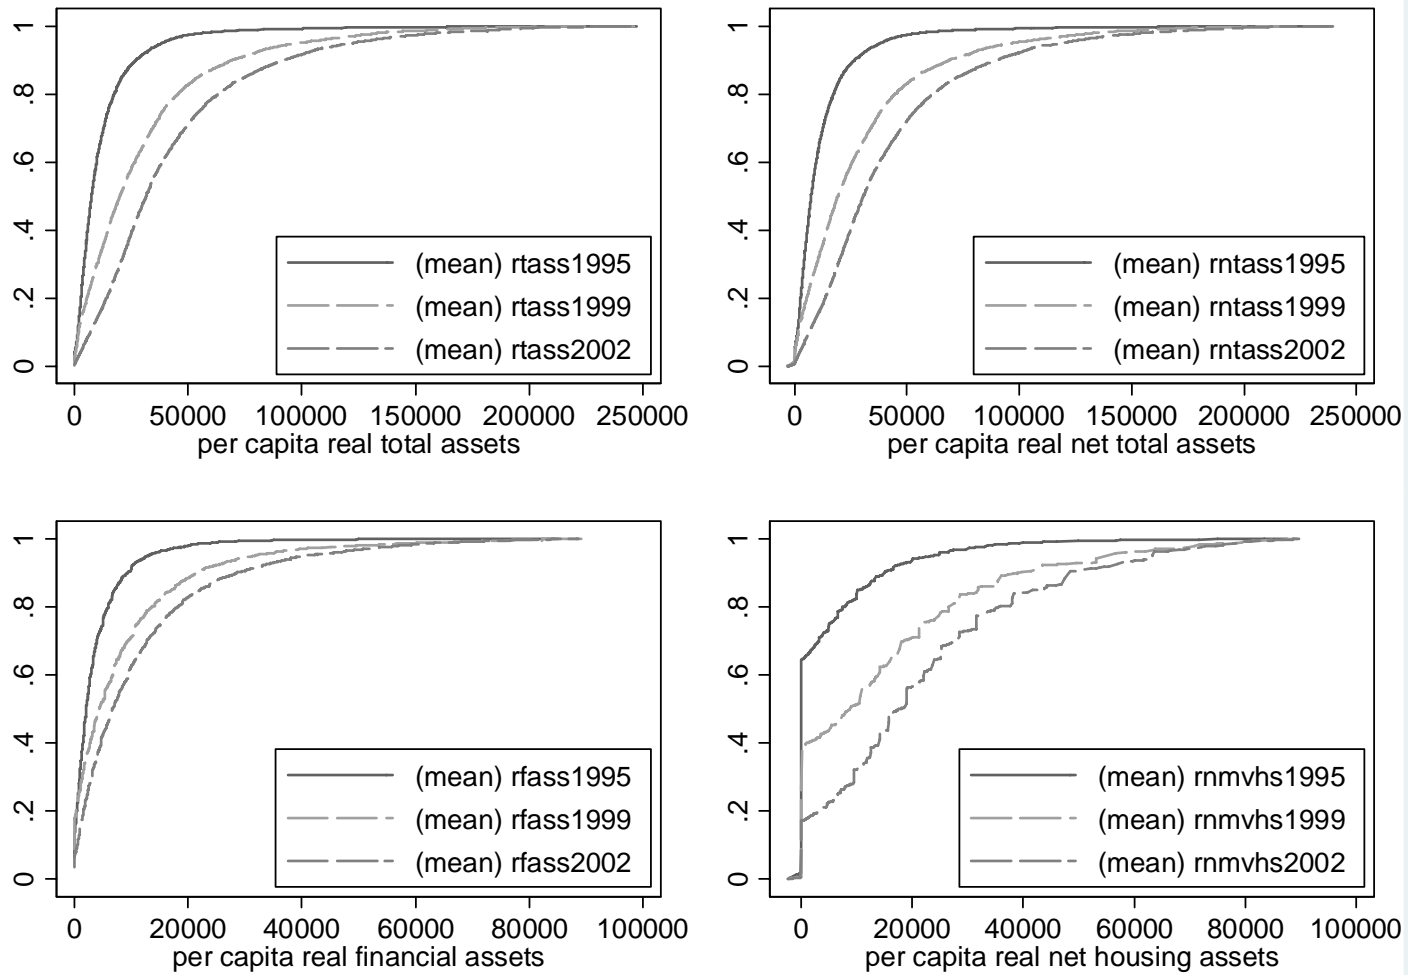 1
.8
.6
.4
.2
0
(mean) rtass1995
(mean) rtass1999
(mean) rtass2002
0 50000 100000 150000 200000 250000
per capita real total assets
1
.8
.6
.4
.2
0
(mean) rntass1995
(mean) rntass1999
(mean) rntass2002
0 50000 100000 150000 200000 250000
per capita real net total assets
1
.8
.6
.4
.2
0
(mean) rfass1995
(mean) rfass1999
(mean) rfass2002
0 20000 40000 60000 80000 100000
per capita real financial assets
1
.8
.6
.4
.2
0
(mean) rnmvhs1995
(mean) rnmvhs1999
(mean) rnmvhs2002
0 20000 40000 60000 80000 100000
per capita real net housing assets